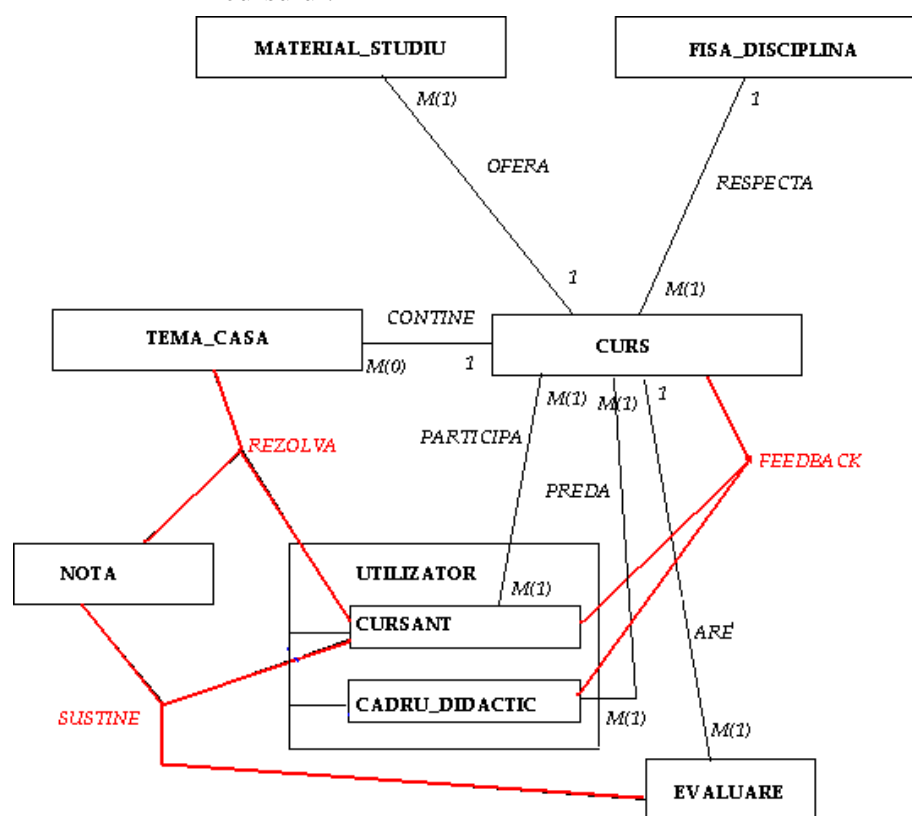 MATERIAL_STUDIU
FISA_DISCIPLINA
M(1)
1
OFERA
RESPECTA
1
M(1)
CONTINE
TEMA_CASA
CURS
M(0)
1
M(1)
M(1)
1
PARTICIPA
REZOLVA
FEEDBACK
PREDA
NOTA
UTILIZATOR
M(1)
CURSANT
ARE
CADRU_DIDACTIC
SUSTINE
M(1)
M(1)
EVALUARE